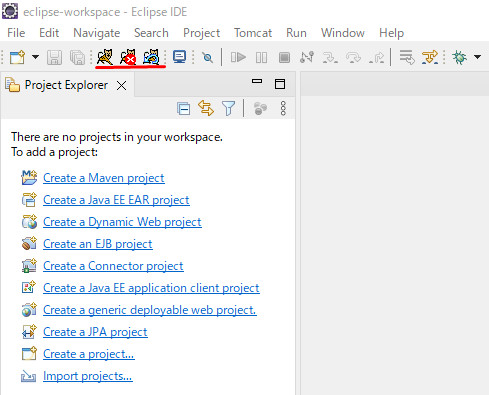 eclipse-workspace - Eclipse IDE
File Edit Navigate Search Project Tomcat Run Window Help
Project Explorer
There are no projects in your workspace.
To add a project:
Create a Maven project
Create a Java EE EAR project
Create a Dynamic Web project
Create an EJB project
Create a Connector project
Create a Java EE application client project
Create a generic deployable web project.
Create a JPA project
Create a project...
Import projects...